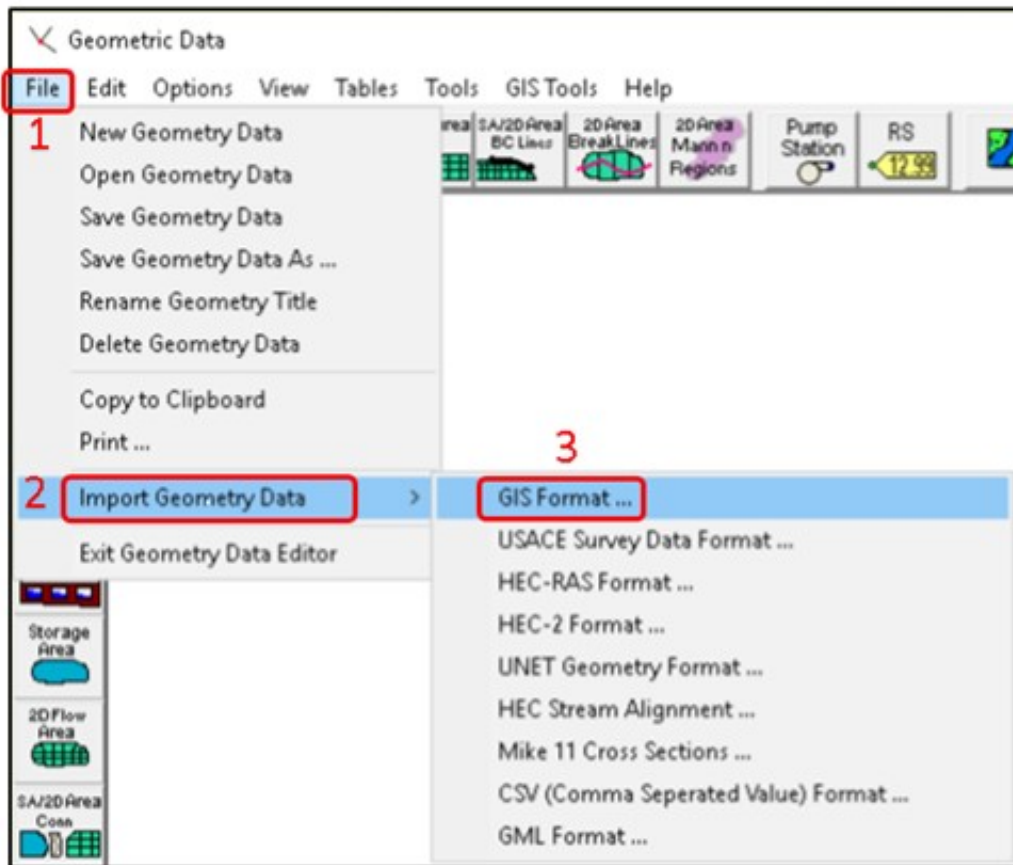 Geometric Data
File Edit Options View Tables Tools GIS Tools Help
1
rea SA/2D Area 2D Area 2D Area Pump RS
BC Lines BreakLines Mann n Station 12.99
Regions
New Geometry Data
Open Geometry Data
Save Geometry Data
Save Geometry Data As ...
Rename Geometry Title
Delete Geometry Data
Copy to Clipboard
Print ...
3
2 Import Geometry Data > GIS Format ...
Exit Geometry Data Editor
USACE Survey Data Format ...
HEC-RAS Format ...
HEC-2 Format ...
UNET Geometry Format ...
HEC Stream Alignment ...
Mike 11 Cross Sections ...
CSV (Comma Seperated Value) Format ...
GML Format ...
Storage
Area
2D Flow
Area
SA/2D Area
Conn